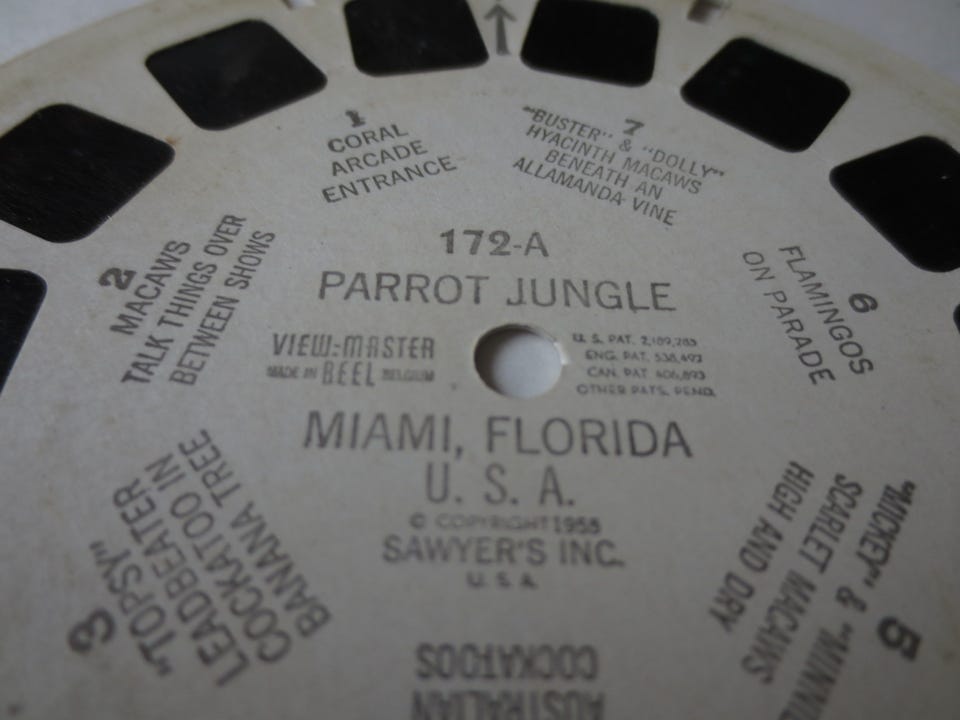 1
CORAL
ARCADE
ENTRANCE
7
"BUSTER" & "DOLLY"
HYACINTH MACAWS
BENEATH AN
ALLAMANDA VINE
172-A
PARROT JUNGLE
2
MACAWS
TALK THINGS OVER
BETWEEN SHOWS
VIEW-MASTER
MADE IN REEL BELGIUM
U.S. PAT. 2,189,285
ENG. PAT. 538,493
CAN. PAT. 406,893
OTHER PATS. PEND.
6
FLAMINGOS
ON PARADE
MIAMI, FLORIDA
U. S. A.
© COPYRIGHT 1955
SAWYER'S INC.
U. S. A.
3
"TOPSY"
LEADBEATER
COCKATOO IN
BANANA TREE
5
"MICKEY" &
SCARLET MACAWS
HIGH AND DRY
AUSTRALIAN
COCKATOOS